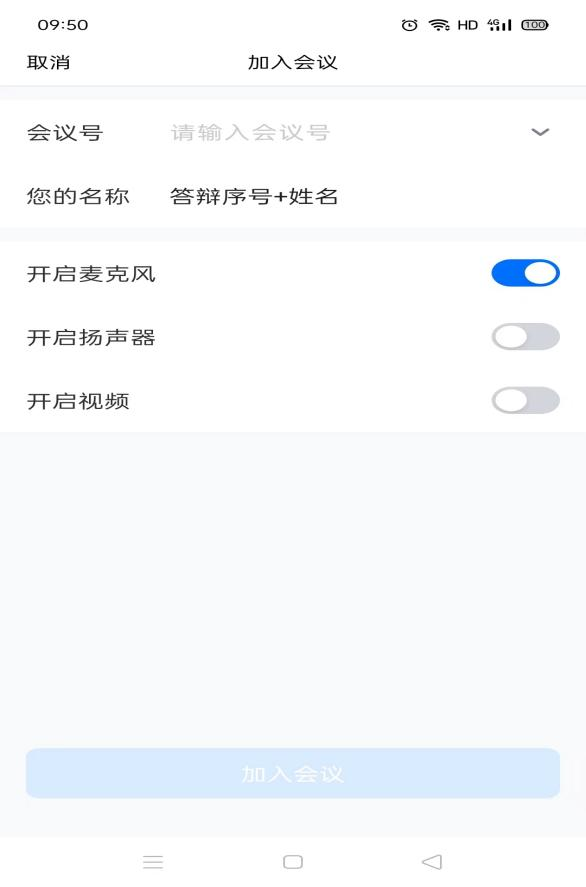 09:50 HD 4G 100
取消 加入会议
会议号 请输入会议号
您的名称 答辩序号+姓名
开启麦克风
开启扬声器
开启视频
加入会议